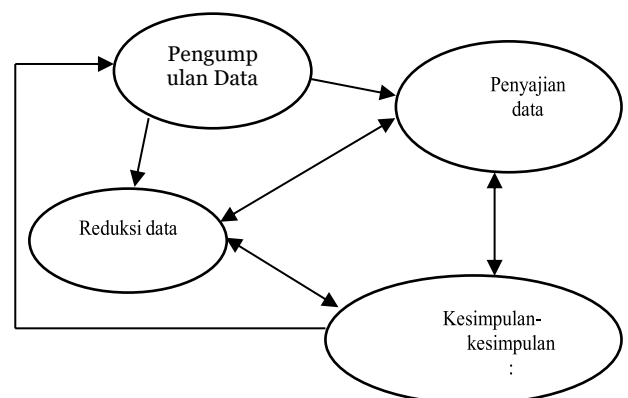 Pengump
ulan Data
Penyajian
data
Reduksi data
Kesimpulan-
kesimpulan
: